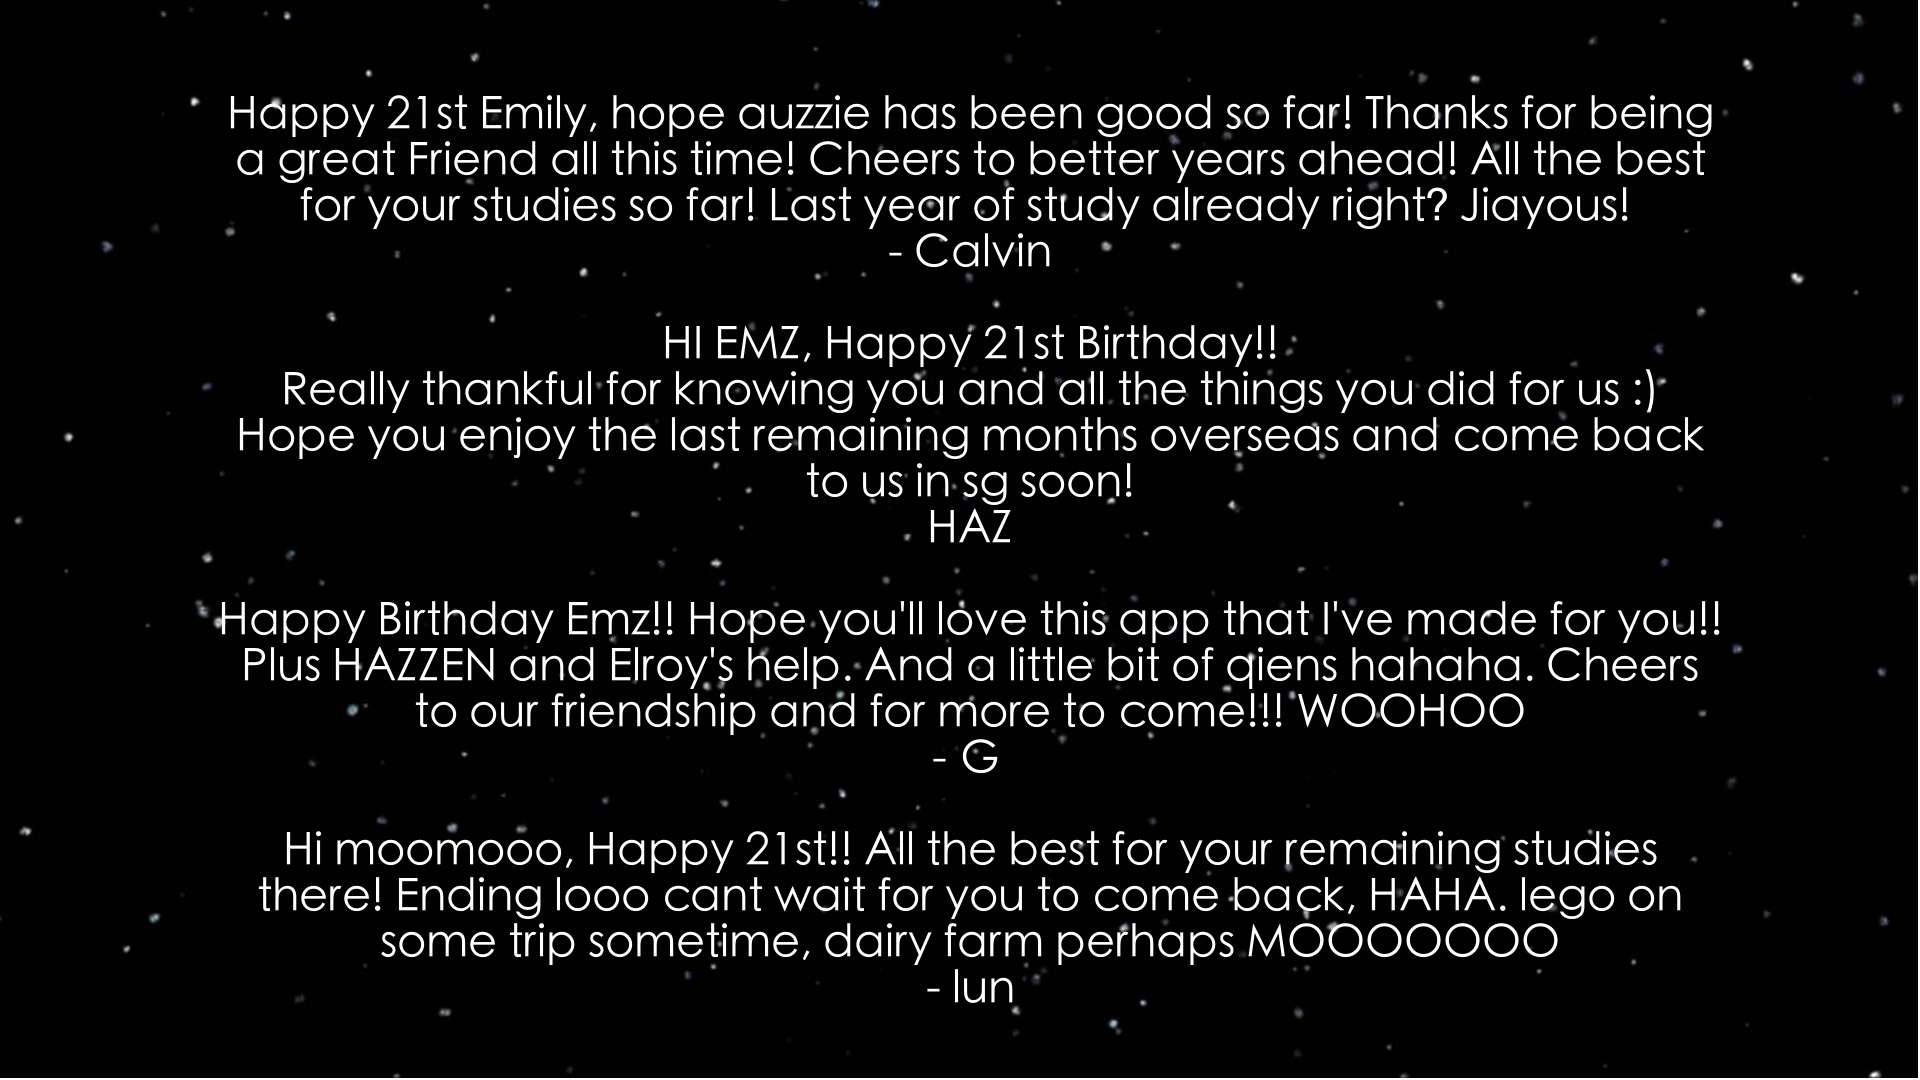 Happy 21st Emily, hope auzzie has been good so far! Thanks for being
a great Friend all this time! Cheers to better years ahead! All the best
for your studies so far! Last year of study already right? Jiayous!
- Calvin
HI EMZ, Happy 21st Birthday!!
Really thankful for knowing you and all the things you did for us :)
Hope you enjoy the last remaining months overseas and come back
to us in sg soon!
HAZ
Happy Birthday Emz!! Hope you'll love this app that I've made for you!!
Plus HAZZEN and Elroy's help. And a little bit of qiens hahaha. Cheers
to our friendship and for more to come!!! WOOHOO
- G
Hi moomooo, Happy 21st!! All the best for your remaining studies
there! Ending looo cant wait for you to come back, HAHA. lego on
some trip sometime, dairy farm perhaps MOOOOOOO
- lun